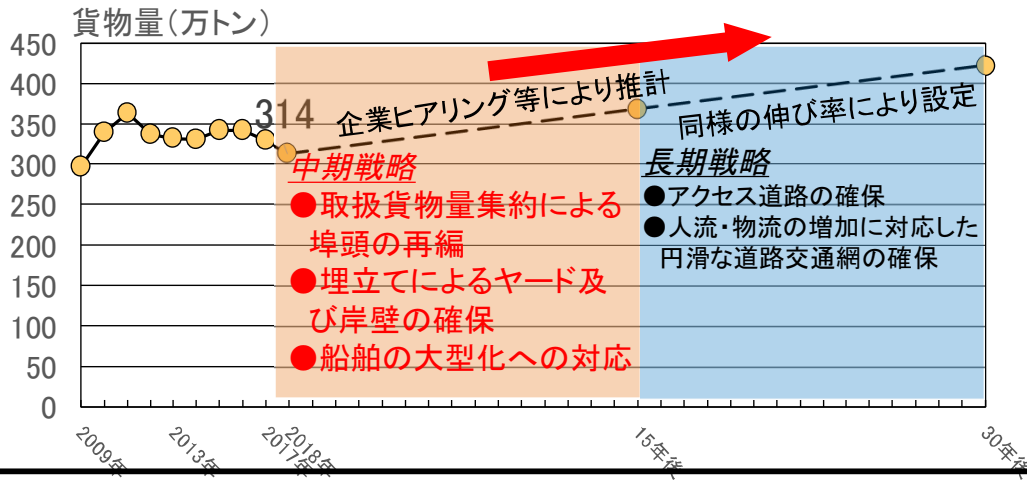 貨物量（万トン）
450
400
350
300
250
200
150
100
50
0
314
企業ヒアリング等により推計
同様の伸び率により設定
中期戦略
●取扱貨物量集約による
埠頭の再編
●埋立てによるヤード及
び岸壁の確保
●船舶の大型化への対応
長期戦略
●アクセス道路の確保
●人流・物流の増加に対応した
円滑な道路交通網の確保
2009年
2013年
2017年
2018年
15年後
30年後